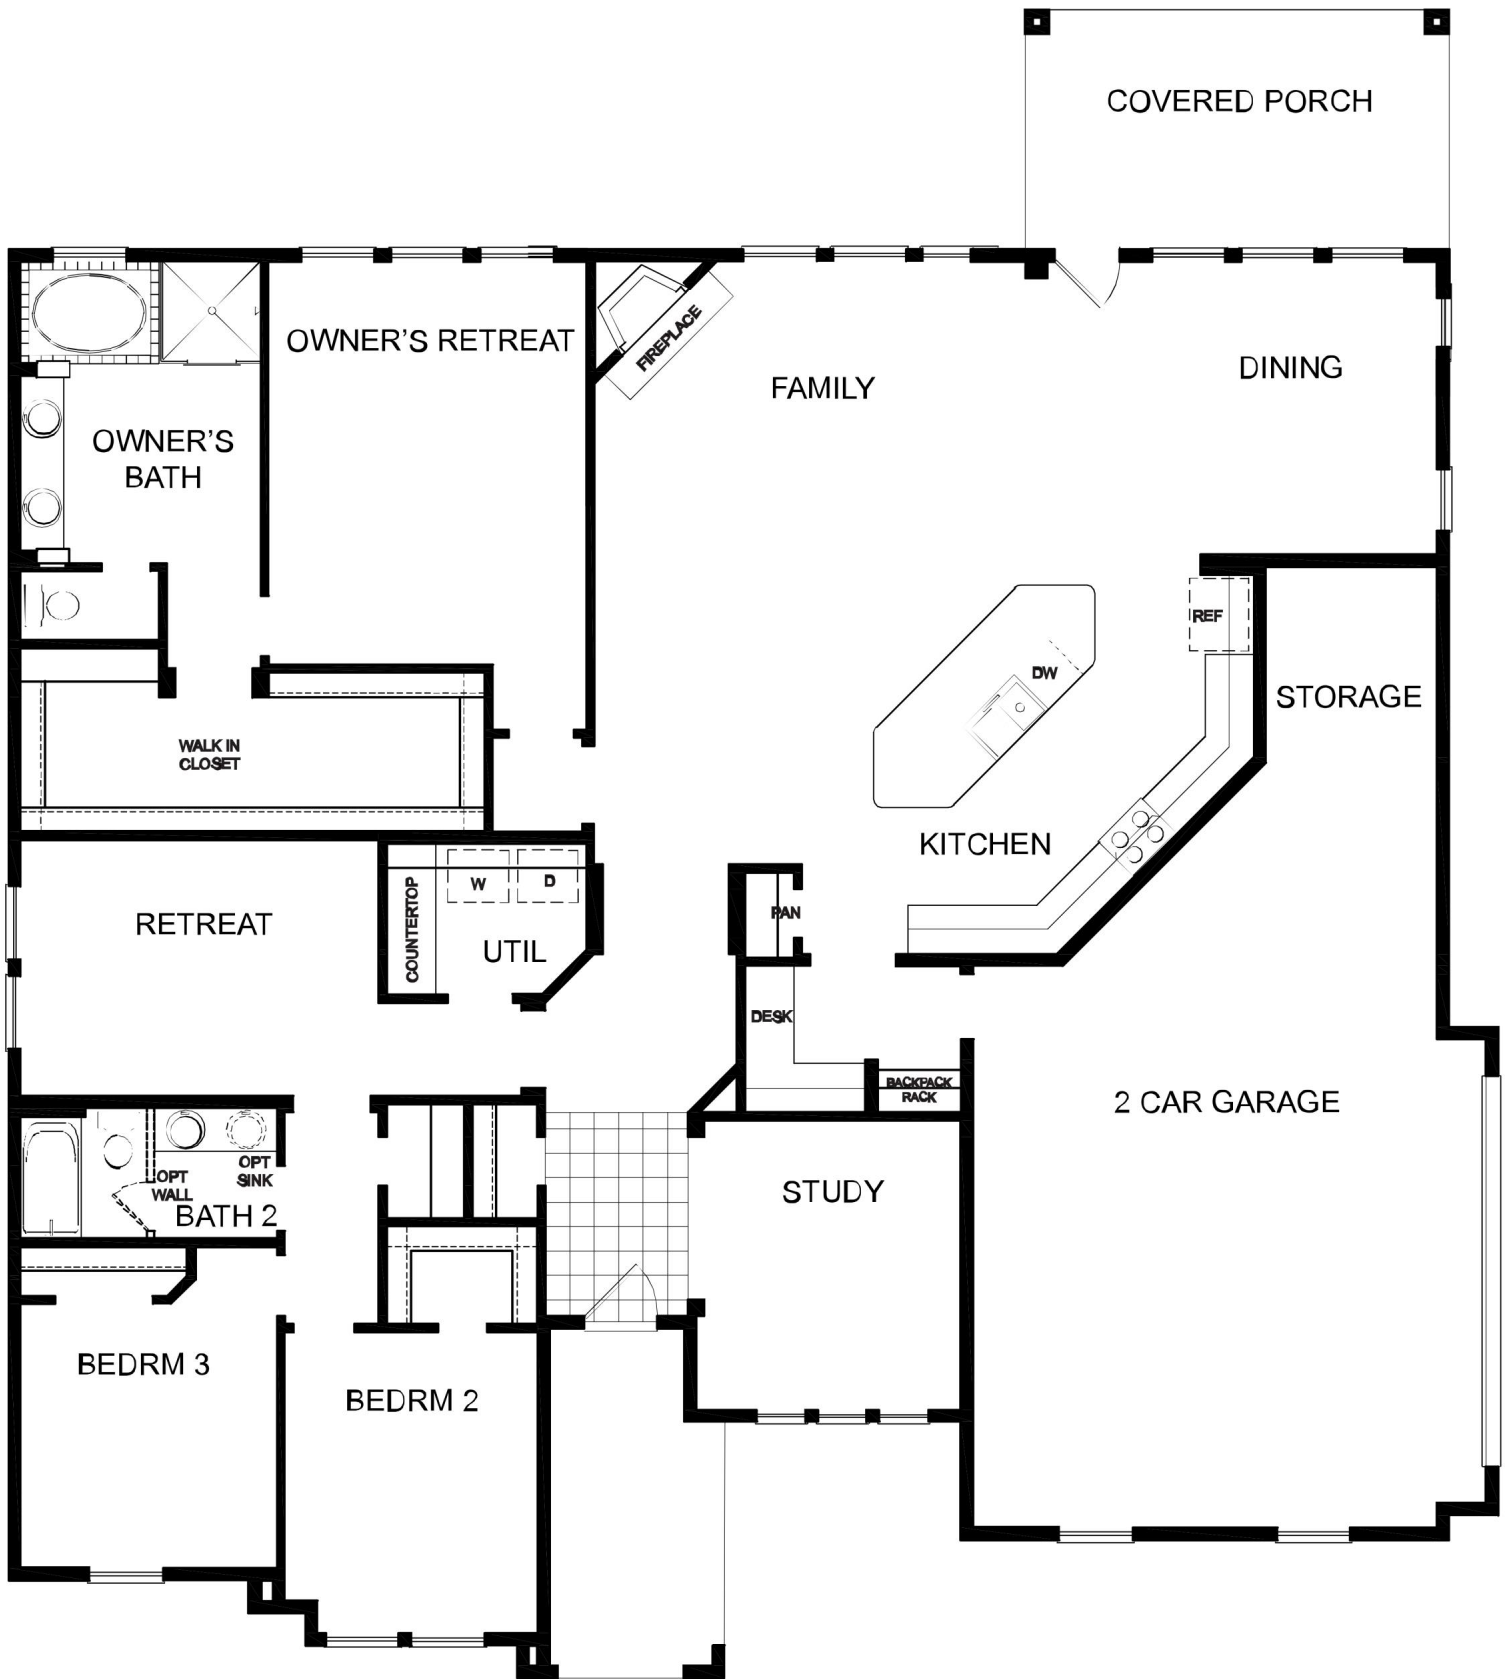 COVERED PORCH
OWNER'S RETREAT
FIREPLACE
FAMILY
DINING
OWNER'S
BATH
REF
DW
STORAGE
WALK IN
CLOSET
KITCHEN
RETREAT
COUNTERTOP
W
D
UTIL
PAN
DESK
BACKPACK
RACK
2 CAR GARAGE
OPT
WALL
OPT
SINK
BATH 2
STUDY
BEDRM 3
BEDRM 2